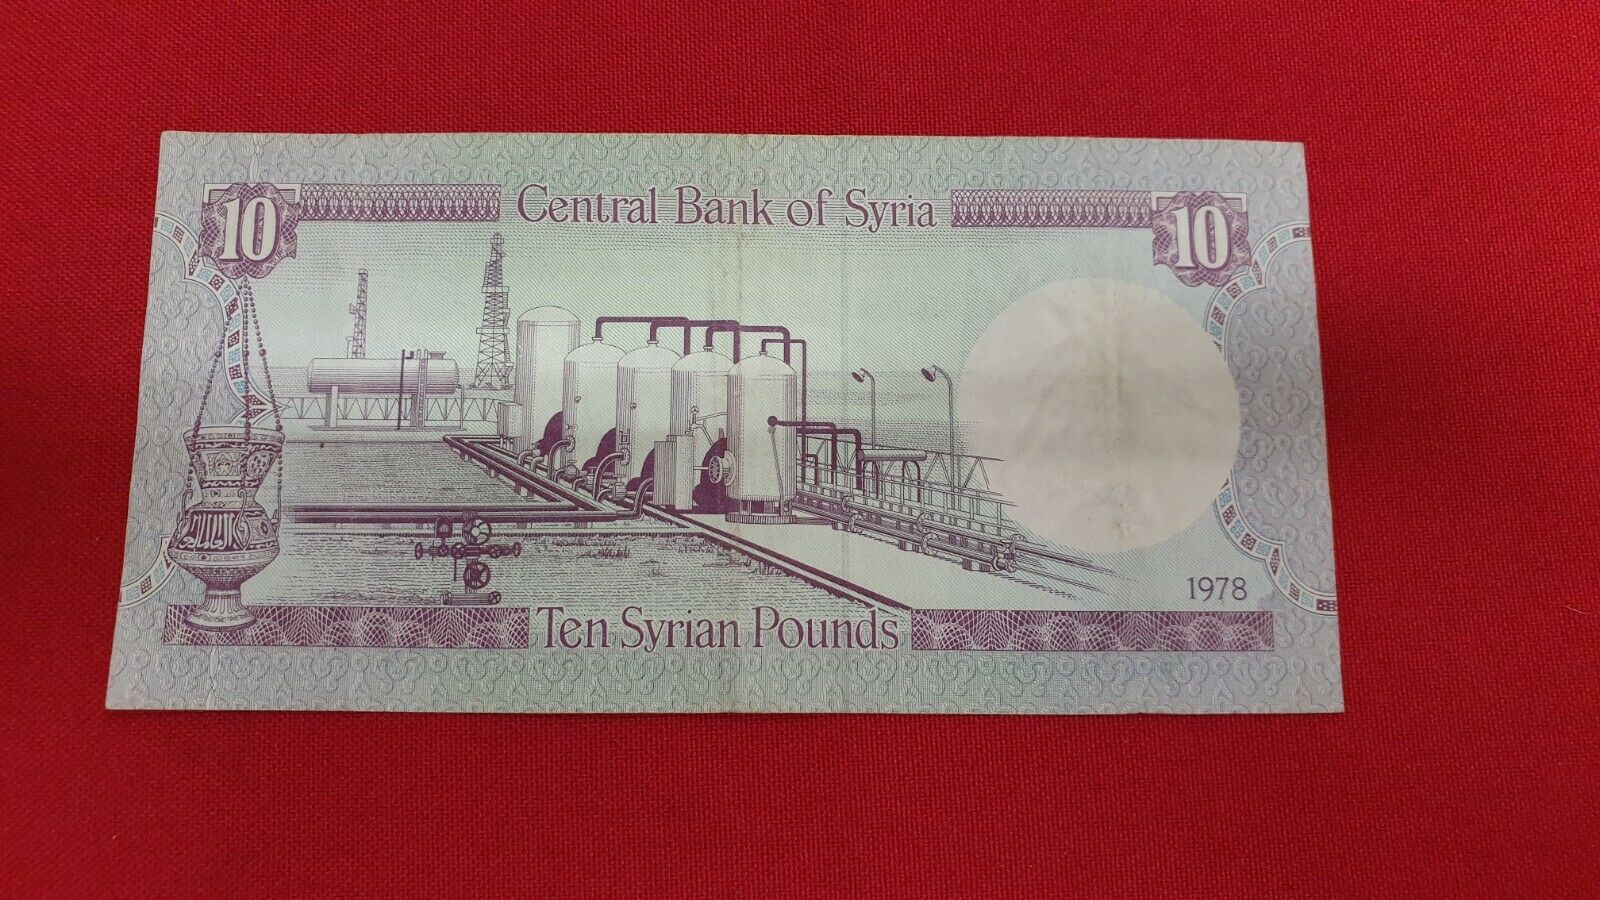 10 Central Bank of Syria 10
1978
Ten Syrian Pounds